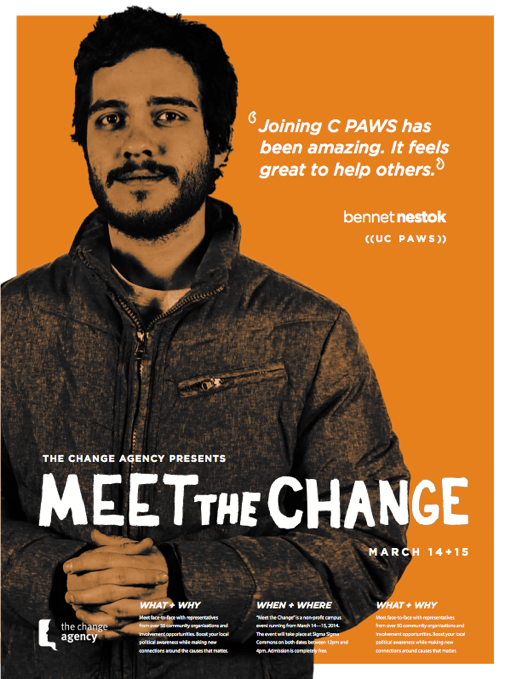 Joining C PAWS has
been amazing. It feels
great to help others.
bennet nestok
((UC PAWS))
THE CHANGE AGENCY PRESENTS
MEET THE CHANGE
MARCH 14+15
the change
agency
WHAT + WHY
Meet face-to-face with representatives
from over 50 community organizations and
involvement opportunities. Boost your local
political awareness while making new
connections around the causes that matter.
WHEN + WHERE
"Meet the Change" is a non-profit campus
event running from March 14—15, 2014.
The event will take place at Sigma Sigma
Commons on both dates between 12pm and
4pm. Admission is completely free.
WHAT + WHY
Meet face-to-face with representatives
from over 50 community organizations and
involvement opportunities. Boost your local
political awareness while making new
connections around the causes that matter.